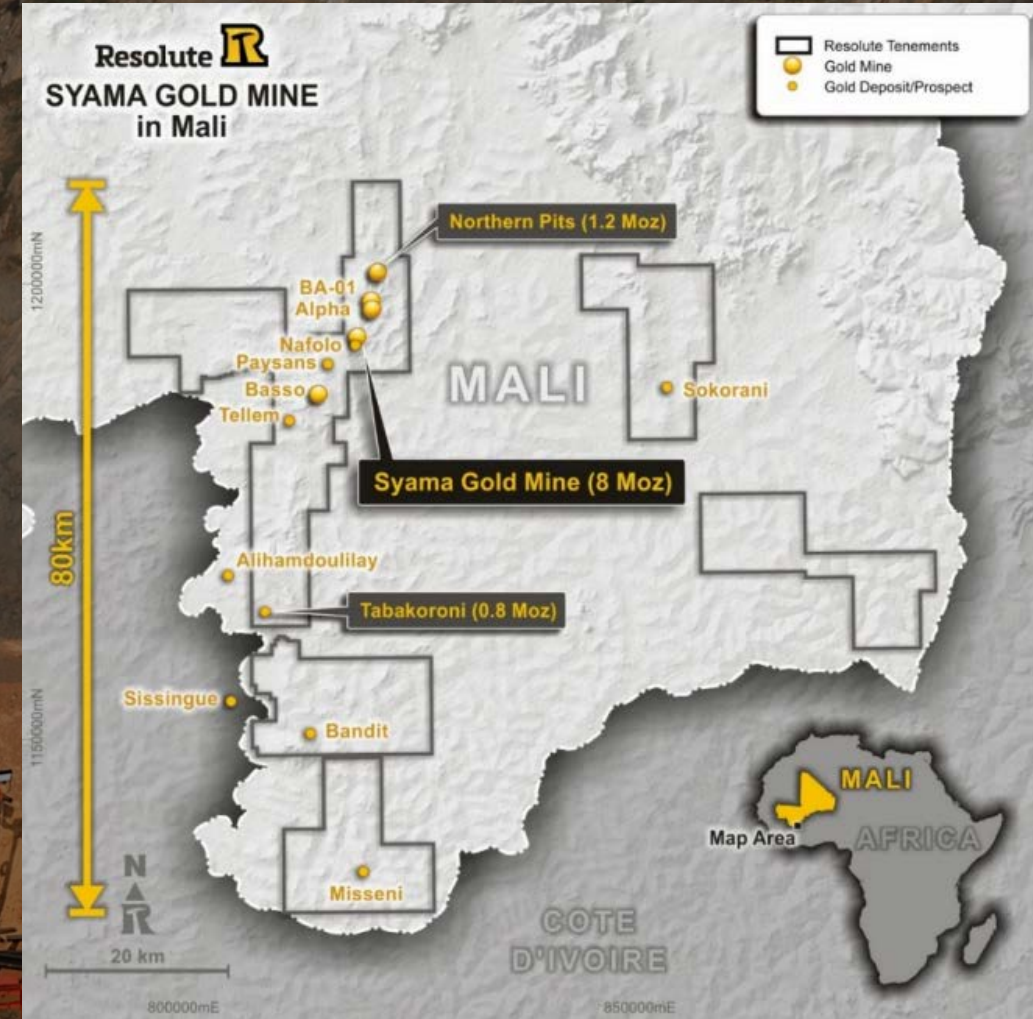 Resolute
SYAMA GOLD MINE
in Mali
Resolute Tenements
Gold Mine
Gold Deposit/Prospect
1200000mN
Northern Pits (1.2 Moz)
BA-01
Alpha
Nafolo
Paysans
MALI
Basso
Sokorani
Tellem
Syama Gold Mine (8 Moz)
80km
Alihamdoulilay
Tabakoroni (0.8 Moz)
Sissingue
1150000mN
Bandit
MALI
Map Area
AFRICA
N
R
Misseni
COTE
D'IVOIRE
20 km
800000mE
850000mE